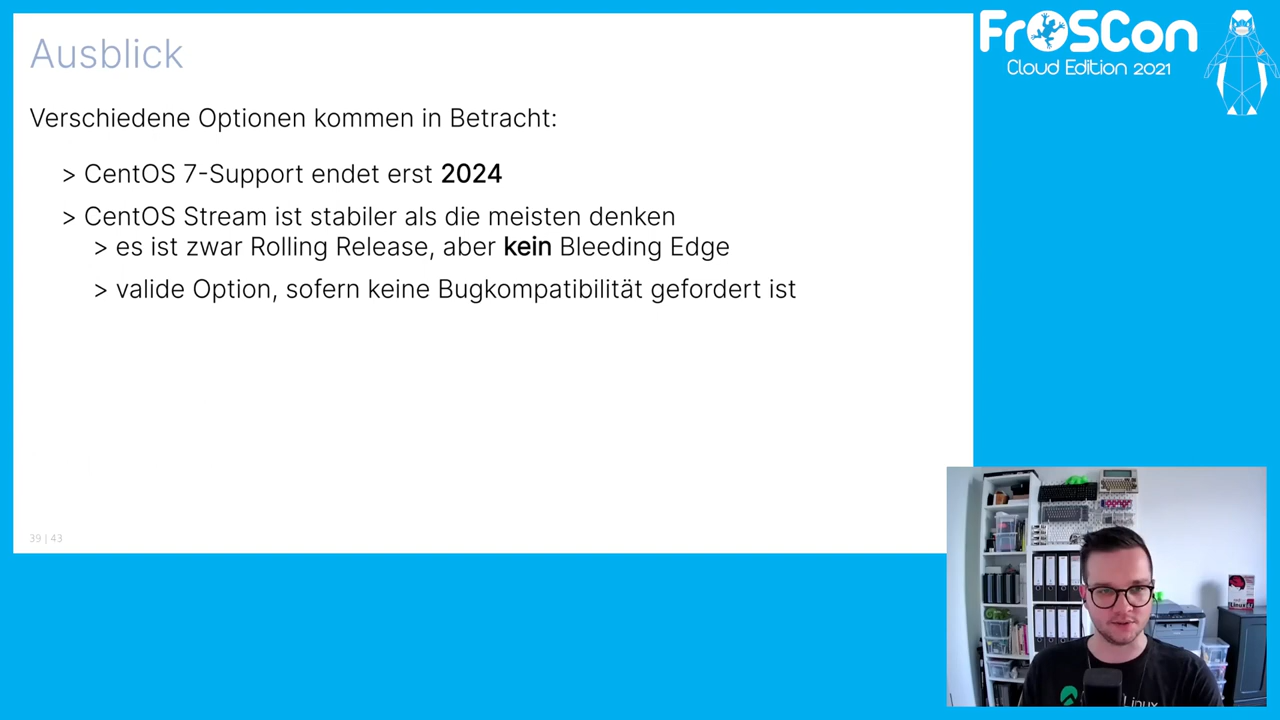 Ausblick
Verschiedene Optionen kommen in Betracht:
> CentOS 7-Support endet erst 2024
> CentOS Stream ist stabiler als die meisten denken
> es ist zwar Rolling Release, aber kein Bleeding Edge
> valide Option, sofern keine Bugkompatibilität gefordert ist
39 | 43
FrOSCon
Cloud Edition 2021
Linux